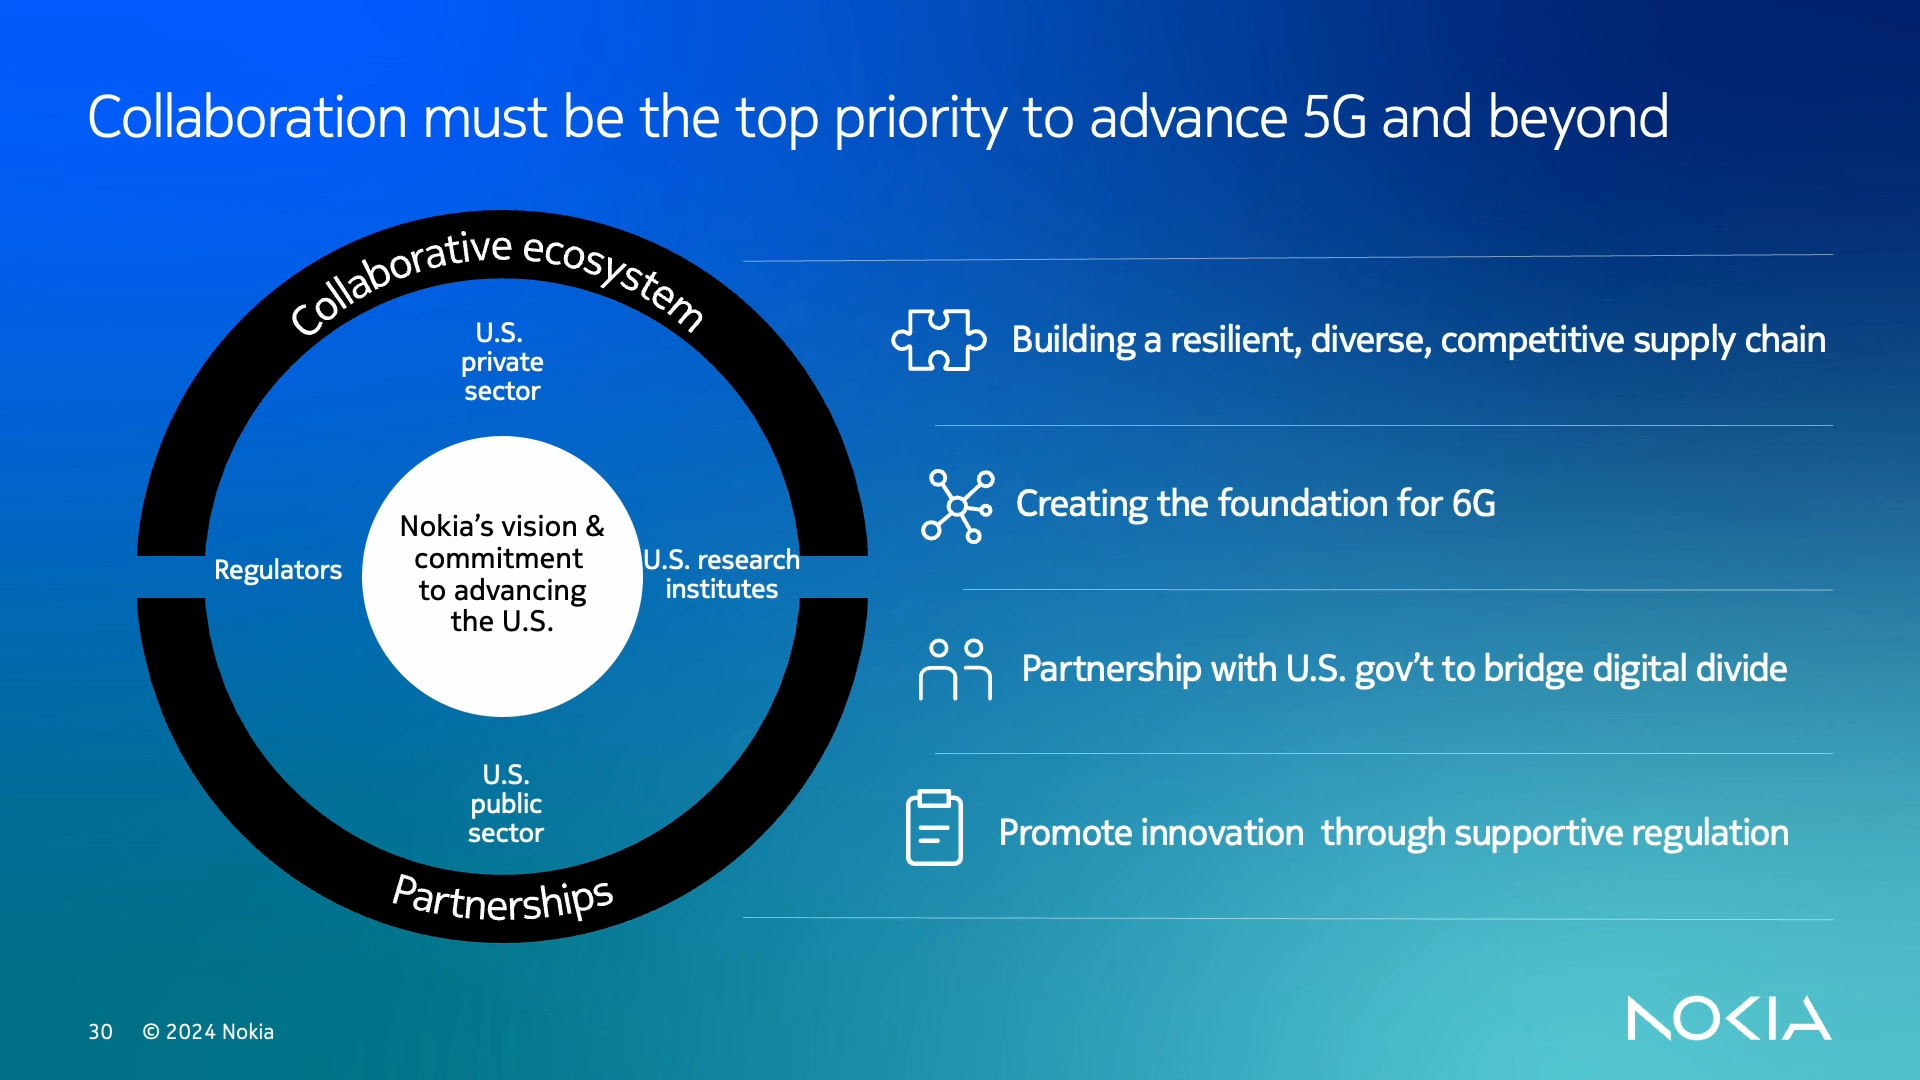 Collaboration must be the top priority to advance 5G and beyond
Collaborative ecosystem
U.S.
private
sector
Regulators
Nokia’s vision &
commitment
to advancing
the U.S.
U.S. research
institutes
U.S.
public
sector
Partnerships
Building a resilient, diverse, competitive supply chain
Creating the foundation for 6G
Partnership with U.S. gov’t to bridge digital divide
Promote innovation  through supportive regulation
30 © 2024 Nokia
NOKIA